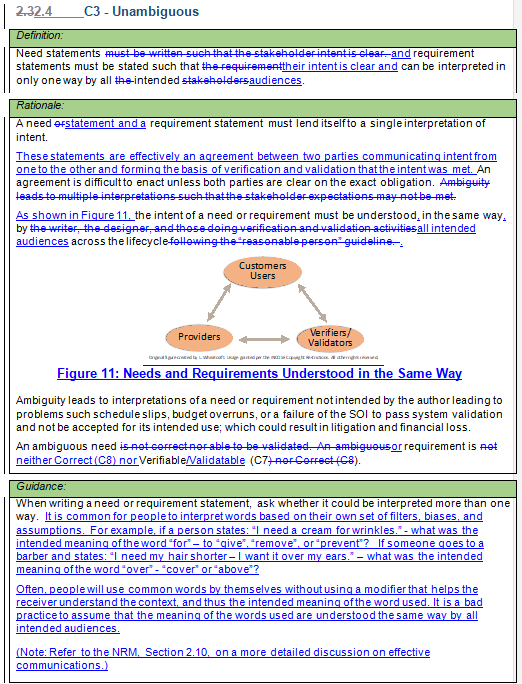 2.32.4 C3 - Unambiguous
Definition:
Need statements must be written such that the stakeholder intent is clear. and requirement
statements must be stated such that the requirementtheir intent is clear and can be interpreted in
only one way by all the intended stakeholdersaudiences.
Rationale:
A need orstatement and a requirement statement must lend itself to a single interpretation of
intent.
These statements are effectively an agreement between two parties communicating intent from
one to the other and forming the basis of verification and validation that the intent was met. An
agreement is difficult to enact unless both parties are clear on the exact obligation. Ambiguity
leads to multiple interpretations such that the stakeholder expectations may not be met.
As shown in Figure 11, the intent of a need or requirement must be understood, in the same way,
by the writer, the designer, and those doing verification and validation activitiesall intended
audiences across the lifecycle following the "reasonable person" guideline. .
Customers
Users
Providers
Verifiers/
Validators
Original figure created by L. Wheatcraft. Usage granted per the INCOSE Copyright Restrictions. All other rights reserved.
Figure 11: Needs and Requirements Understood in the Same Way
Ambiguity leads to interpretations of a need or requirement not intended by the author leading to
problems such schedule slips, budget overruns, or a failure of the SOI to pass system validation
and not be accepted for its intended use; which could result in litigation and financial loss.
An ambiguous need is not correct nor able to be validated. An ambiguousor requirement is not
neither Correct (C8) nor Verifiable/Validatable (C7) nor Correct (C8).
Guidance:
When writing a need or requirement statement, ask whether it could be interpreted more than one
way. It is common for people to interpret words based on their own set of filters, biases, and
assumptions. For example, if a person states: "I need a cream for wrinkles." - what was the
intended meaning of the word "for" – to "give", "remove", or "prevent"? If someone goes to a
barber and states: "I need my hair shorter – I want it over my ears." – what was the intended
meaning of the word "over" - "cover" or "above"?
Often, people will use common words by themselves without using a modifier that helps the
receiver understand the context, and thus the intended meaning of the word used. It is a bad
practice to assume that the meaning of the words used are understood the same way by all
intended audiences.
(Note: Refer to the NRM, Section 2.10, on a more detailed discussion on effective
communications.)